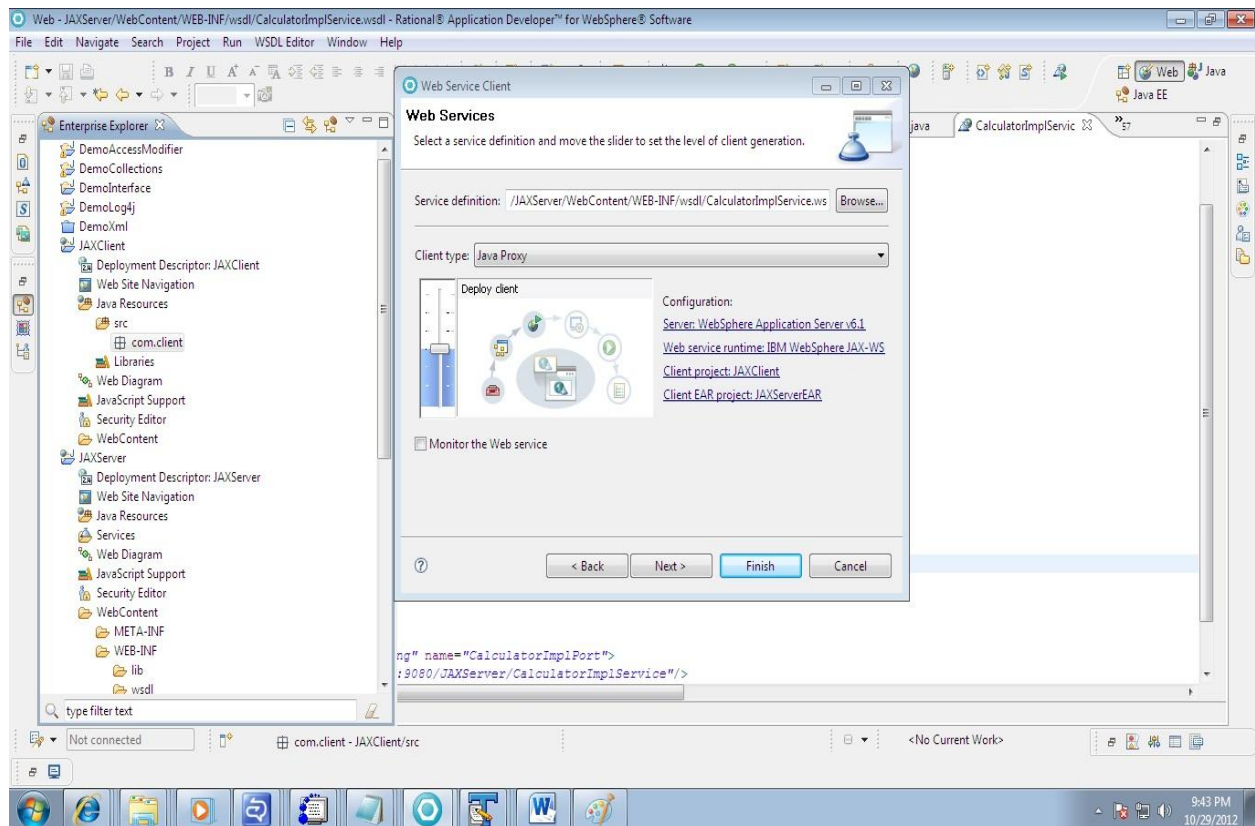 Web - JAXServer/WebContent/WEB-INF/wsdl/CalculatorImplService.wsdl - Rational® Application Developer™ for WebSphere® Software
File Edit Navigate Search Project Run WSDL Editor Window Help
Web Java
Java EE
Enterprise Explorer
DemoAccessModifier
DemoCollections
DemoInterface
DemoLog4j
DemoXml
JAXClient
Deployment Descriptor: JAXClient
Web Site Navigation
Java Resources
src
com.client
Libraries
Web Diagram
JavaScript Support
Security Editor
WebContent
JAXServer
Deployment Descriptor: JAXServer
Web Site Navigation
Java Resources
Services
Web Diagram
JavaScript Support
Security Editor
WebContent
META-INF
WEB-INF
lib
wsdl
type filter text
Web Service Client
Web Services
Select a service definition and move the slider to set the level of client generation.
Service definition: /JAXServer/WebContent/WEB-INF/wsdl/CalculatorImplService.ws Browse...
Client type: Java Proxy
Deploy client
Configuration:
Server: WebSphere Application Server v6.1
Web service runtime: IBM WebSphere JAX-WS
Client project: JAXClient
Client EAR project: JAXServerEAR
Monitor the Web service
< Back Next > Finish Cancel
java CalculatorImplServic »57
ng" name="CalculatorImplPort">
:9080/JAXServer/CalculatorImplService"/>
Not connected com.client - JAXClient/src <No Current Work>
9:43 PM
10/29/2012